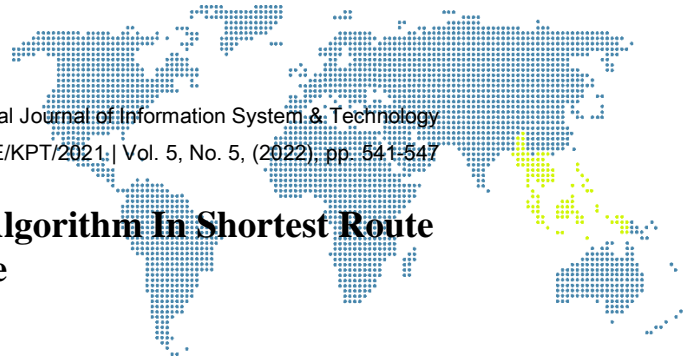 al Journal of Information System & Technology
E/KPT/2021 | Vol. 5, No. 5, (2022), pp. 541-547
lgorithm In Shortest Route
e